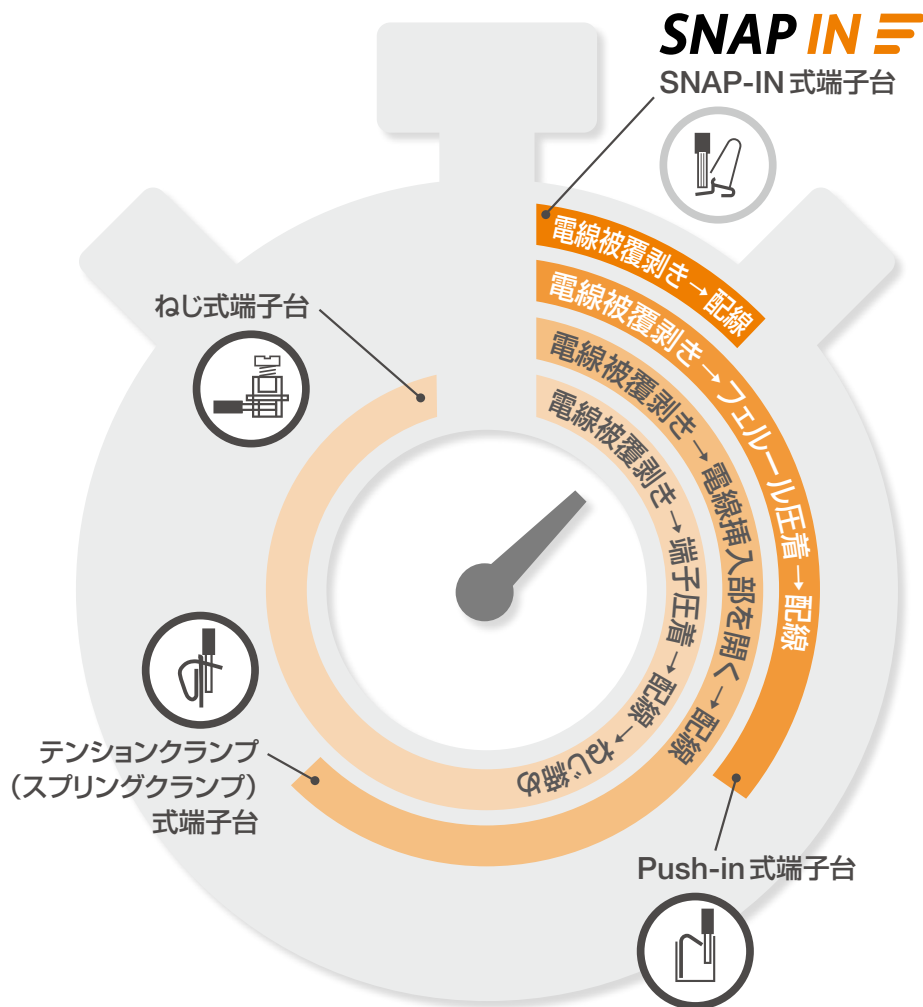 SNAP IN
SNAP-IN 式端子台
電線被覆剥き→配線
電線被覆剥き→フェルール圧着→配線
電線被覆剥き→電線挿入部を開く→配線
電線被覆剥き→端子圧着→配線→ねじ締め
ねじ式端子台
テンションクランプ
（スプリングクランプ）
式端子台
Push-in 式端子台